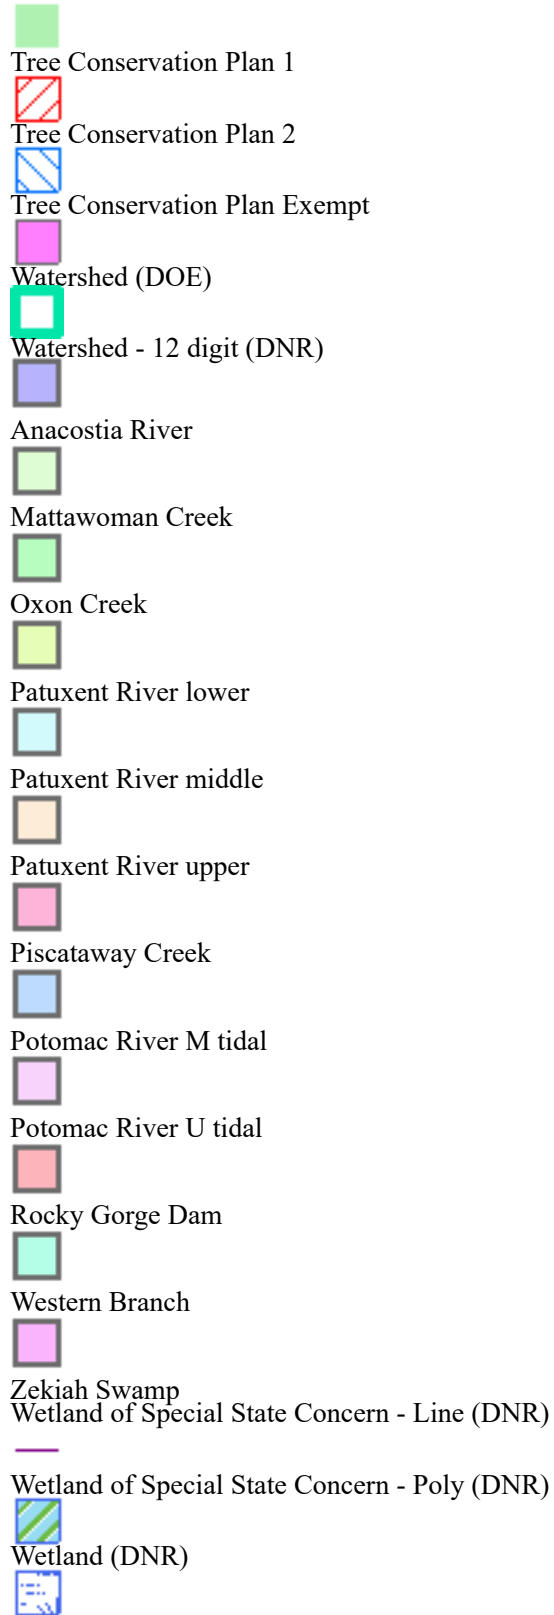 Tree Conservation Plan 1
Tree Conservation Plan 2
Tree Conservation Plan Exempt
Watershed (DOE)
Watershed - 12 digit (DNR)
Anacostia River
Mattawoman Creek
Oxon Creek
Patuxent River lower
Patuxent River middle
Patuxent River upper
Piscataway Creek
Potomac River M tidal
Potomac River U tidal
Rocky Gorge Dam
Western Branch
Zekiah Swamp
Wetland of Special State Concern - Line (DNR)
Wetland of Special State Concern - Poly (DNR)
Wetland (DNR)